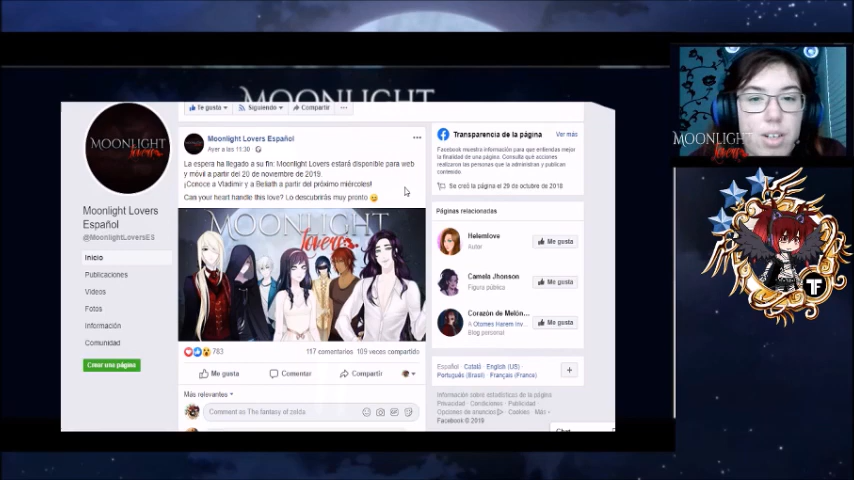 MOONLIGHT
Te gusta
Siguiendo
Compartir
MOONLIGHT
lovers
Moonlight Lovers Español
@MoonlightLoversES
Inicio
Publicaciones
Videos
Fotos
Información
Comunidad
Crear una página
Moonlight Lovers Español
Ayer a las 11:30
La espera ha llegado a su fin: Moonlight Lovers estará disponible para web
y móvil a partir del 20 de noviembre de 2019.
¡Conoce a Vladimir y a Beliath a partir del próximo miércoles!
Can your heart handle this love? Lo descubrirás muy pronto
MOONLIGHT
lovers
783
117 comentarios 109 veces compartido
Me gusta
Comentar
Compartir
Más relevantes
Comment as The fantasy of zelda
Transparencia de la página
Ver más
Facebook muestra información para que entiendas
mejor la finalidad de una página. Consulta qué acciones
realizaron las personas que la administran y publican
contenido.
Se creó la página el 29 de octubre de 2018
Páginas relacionadas
Helemlove
Autor
Me gusta
Camela Jhonson
Figura pública
Me gusta
Corazón de Melón...
A Otomes Harem
Blog personal
Me gusta
Español · Català · English (US) ·
Português (Brasil) · Français (France)
Información sobre estadísticas de la página
Privacidad · Condiciones · Publicidad ·
Opciones de anuncios · Cookies · Más
Facebook © 2019
MOONLIGHT
lovers
TF